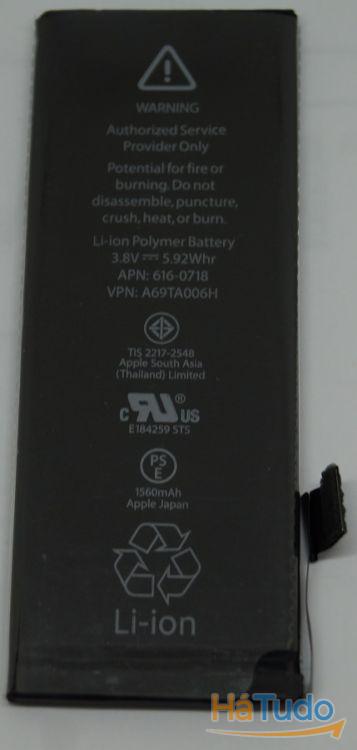 WARNING
Authorized Service
Provider Only
Potential for fire or
burning. Do not
disassemble, puncture,
crush, heat, or burn.
Li-ion Polymer Battery
3.8V ⎓ 5.92Whr
APN: 616-0718
VPN: A69TA006H
TIS 2217-2548
Apple South Asia
(Thailand) Limited
c RU® US
E184259 STS
PS
E
1560mAh
Apple Japan
Li-ion
HáTudo